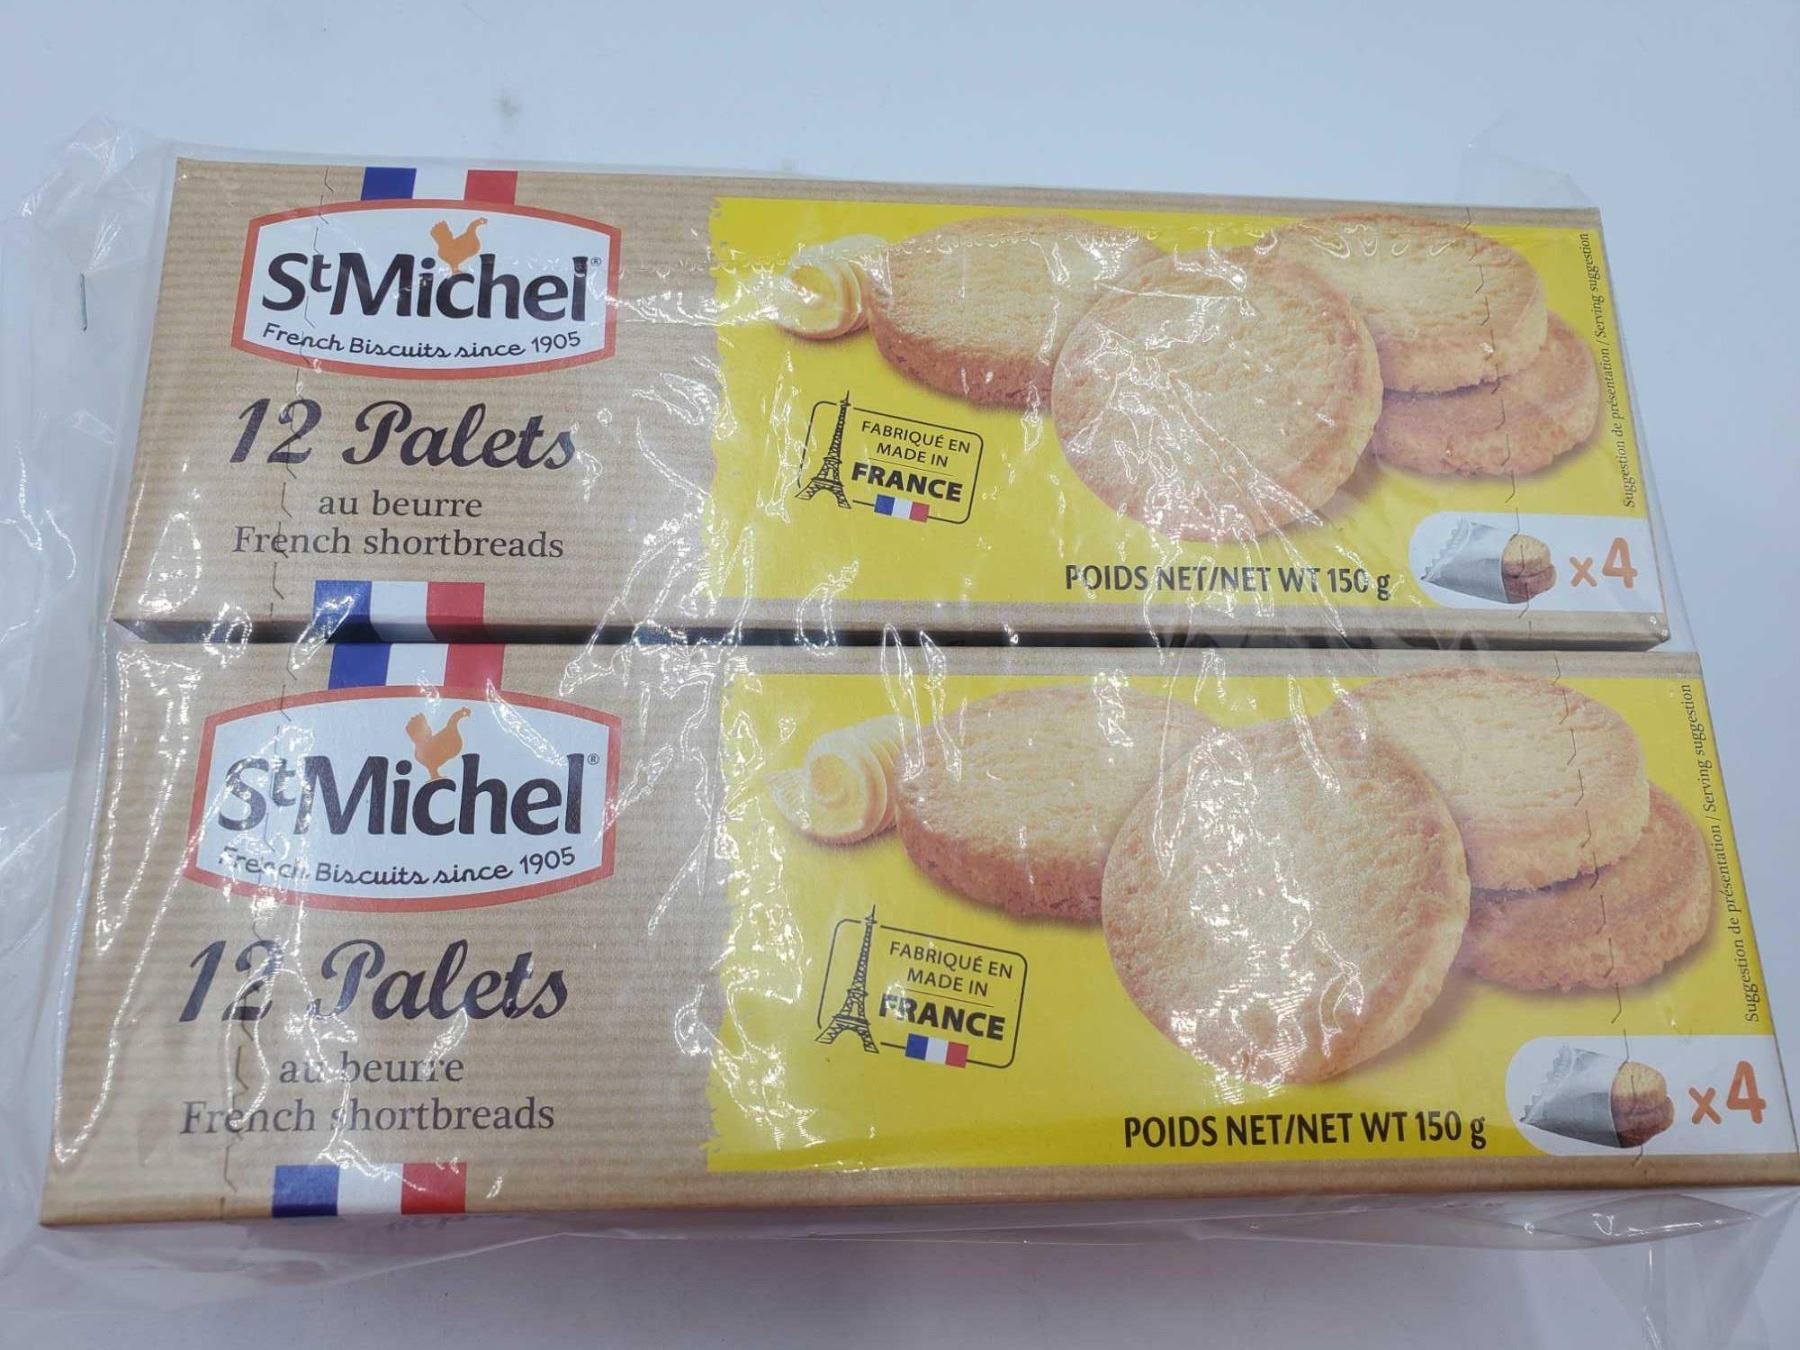 StMichel®
French Biscuits since 1905
12 Palets
au beurre
French shortbreads
FABRIQUÉ EN
MADE IN
FRANCE
POIDS NET/NET WT 150 g
x4
Suggestion de présentation / Serving suggestion
StMichel®
French Biscuits since 1905
12 Palets
au beurre
French shortbreads
FABRIQUÉ EN
MADE IN
FRANCE
POIDS NET/NET WT 150 g
x4
Suggestion de présentation / Serving suggestion